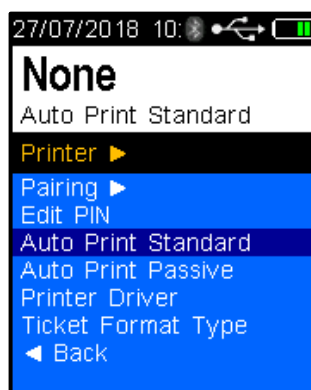 27/07/2018 10:
None
Auto Print Standard
Printer ▶
Pairing ▶
Edit PIN
Auto Print Standard
Auto Print Passive
Printer Driver
Ticket Format Type
◀ Back